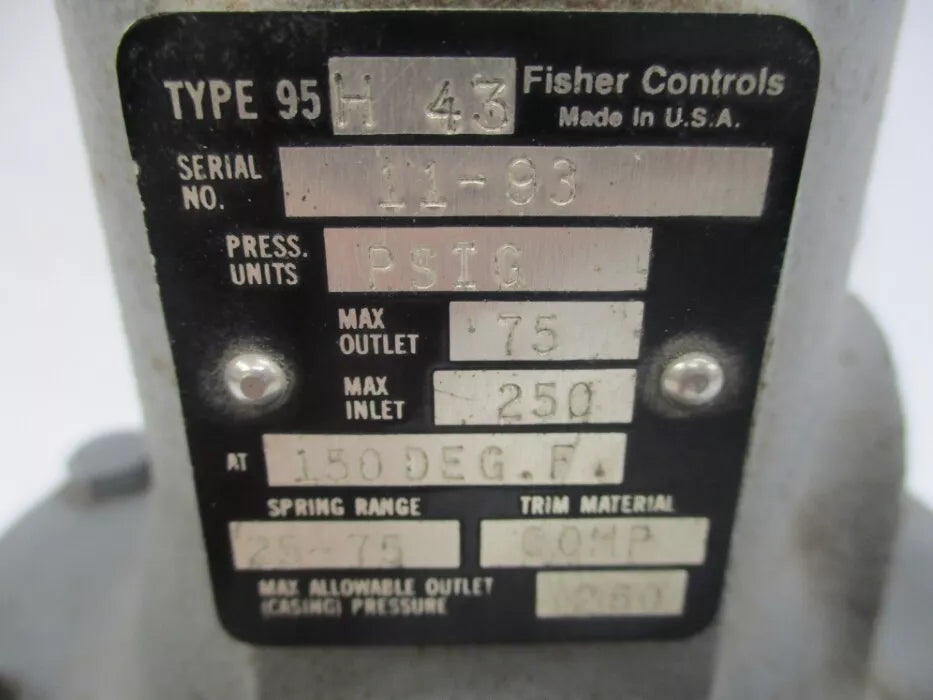 TYPE 95 H 43 Fisher Controls
Made in U.S.A.
SERIAL NO. 11-93
PRESS. UNITS PSIG
MAX OUTLET 75
MAX INLET 250
AT 150 DEG.F.
SPRING RANGE TRIM MATERIAL
25-75 COMP
MAX ALLOWABLE OUTLET
(CASING) PRESSURE 250